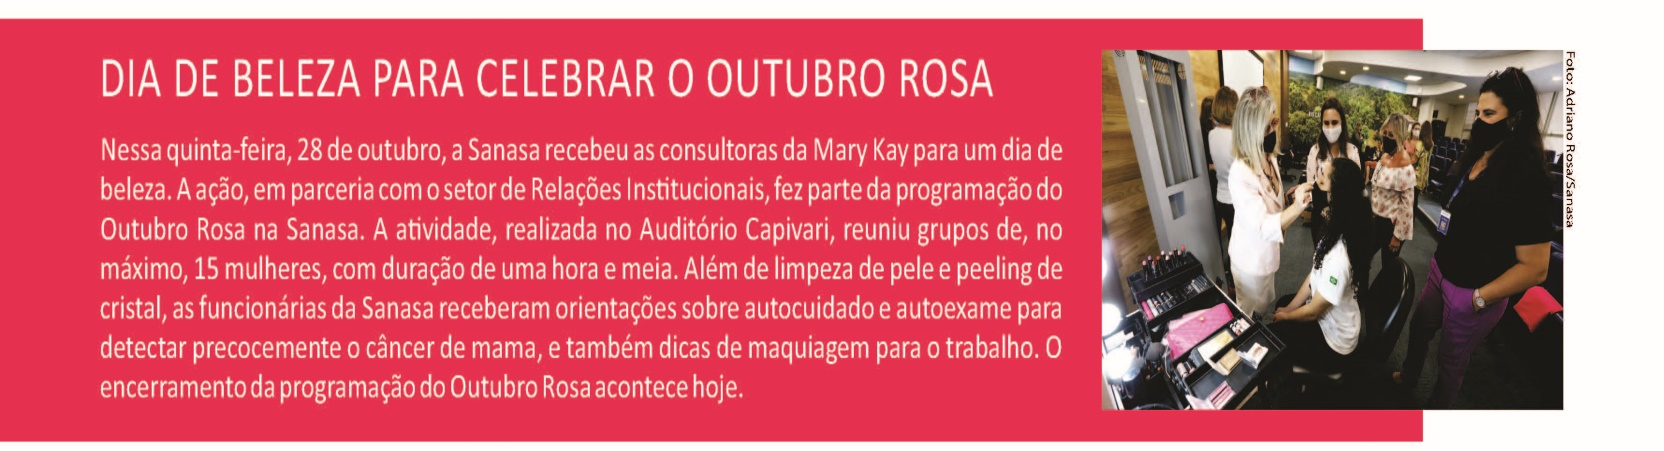 DIA DE BELEZA PARA CELEBRAR O OUTUBRO ROSA
Nessa quinta-feira, 28 de outubro, a Sanasa recebeu as consultoras da Mary Kay para um dia de
beleza. A ação, em parceria com o setor de Relações Institucionais, fez parte da programação do
Outubro Rosa na Sanasa. A atividade, realizada no Auditório Capivari, reuniu grupos de, no
máximo, 15 mulheres, com duração de uma hora e meia. Além de limpeza de pele e peeling de
cristal, as funcionárias da Sanasa receberam orientações sobre autocuidado e autoexame para
detectar precocemente o câncer de mama, e também dicas de maquiagem para o trabalho. O
encerramento da programação do Outubro Rosa acontece hoje.
Foto: Adriano Rosa/Sanasa